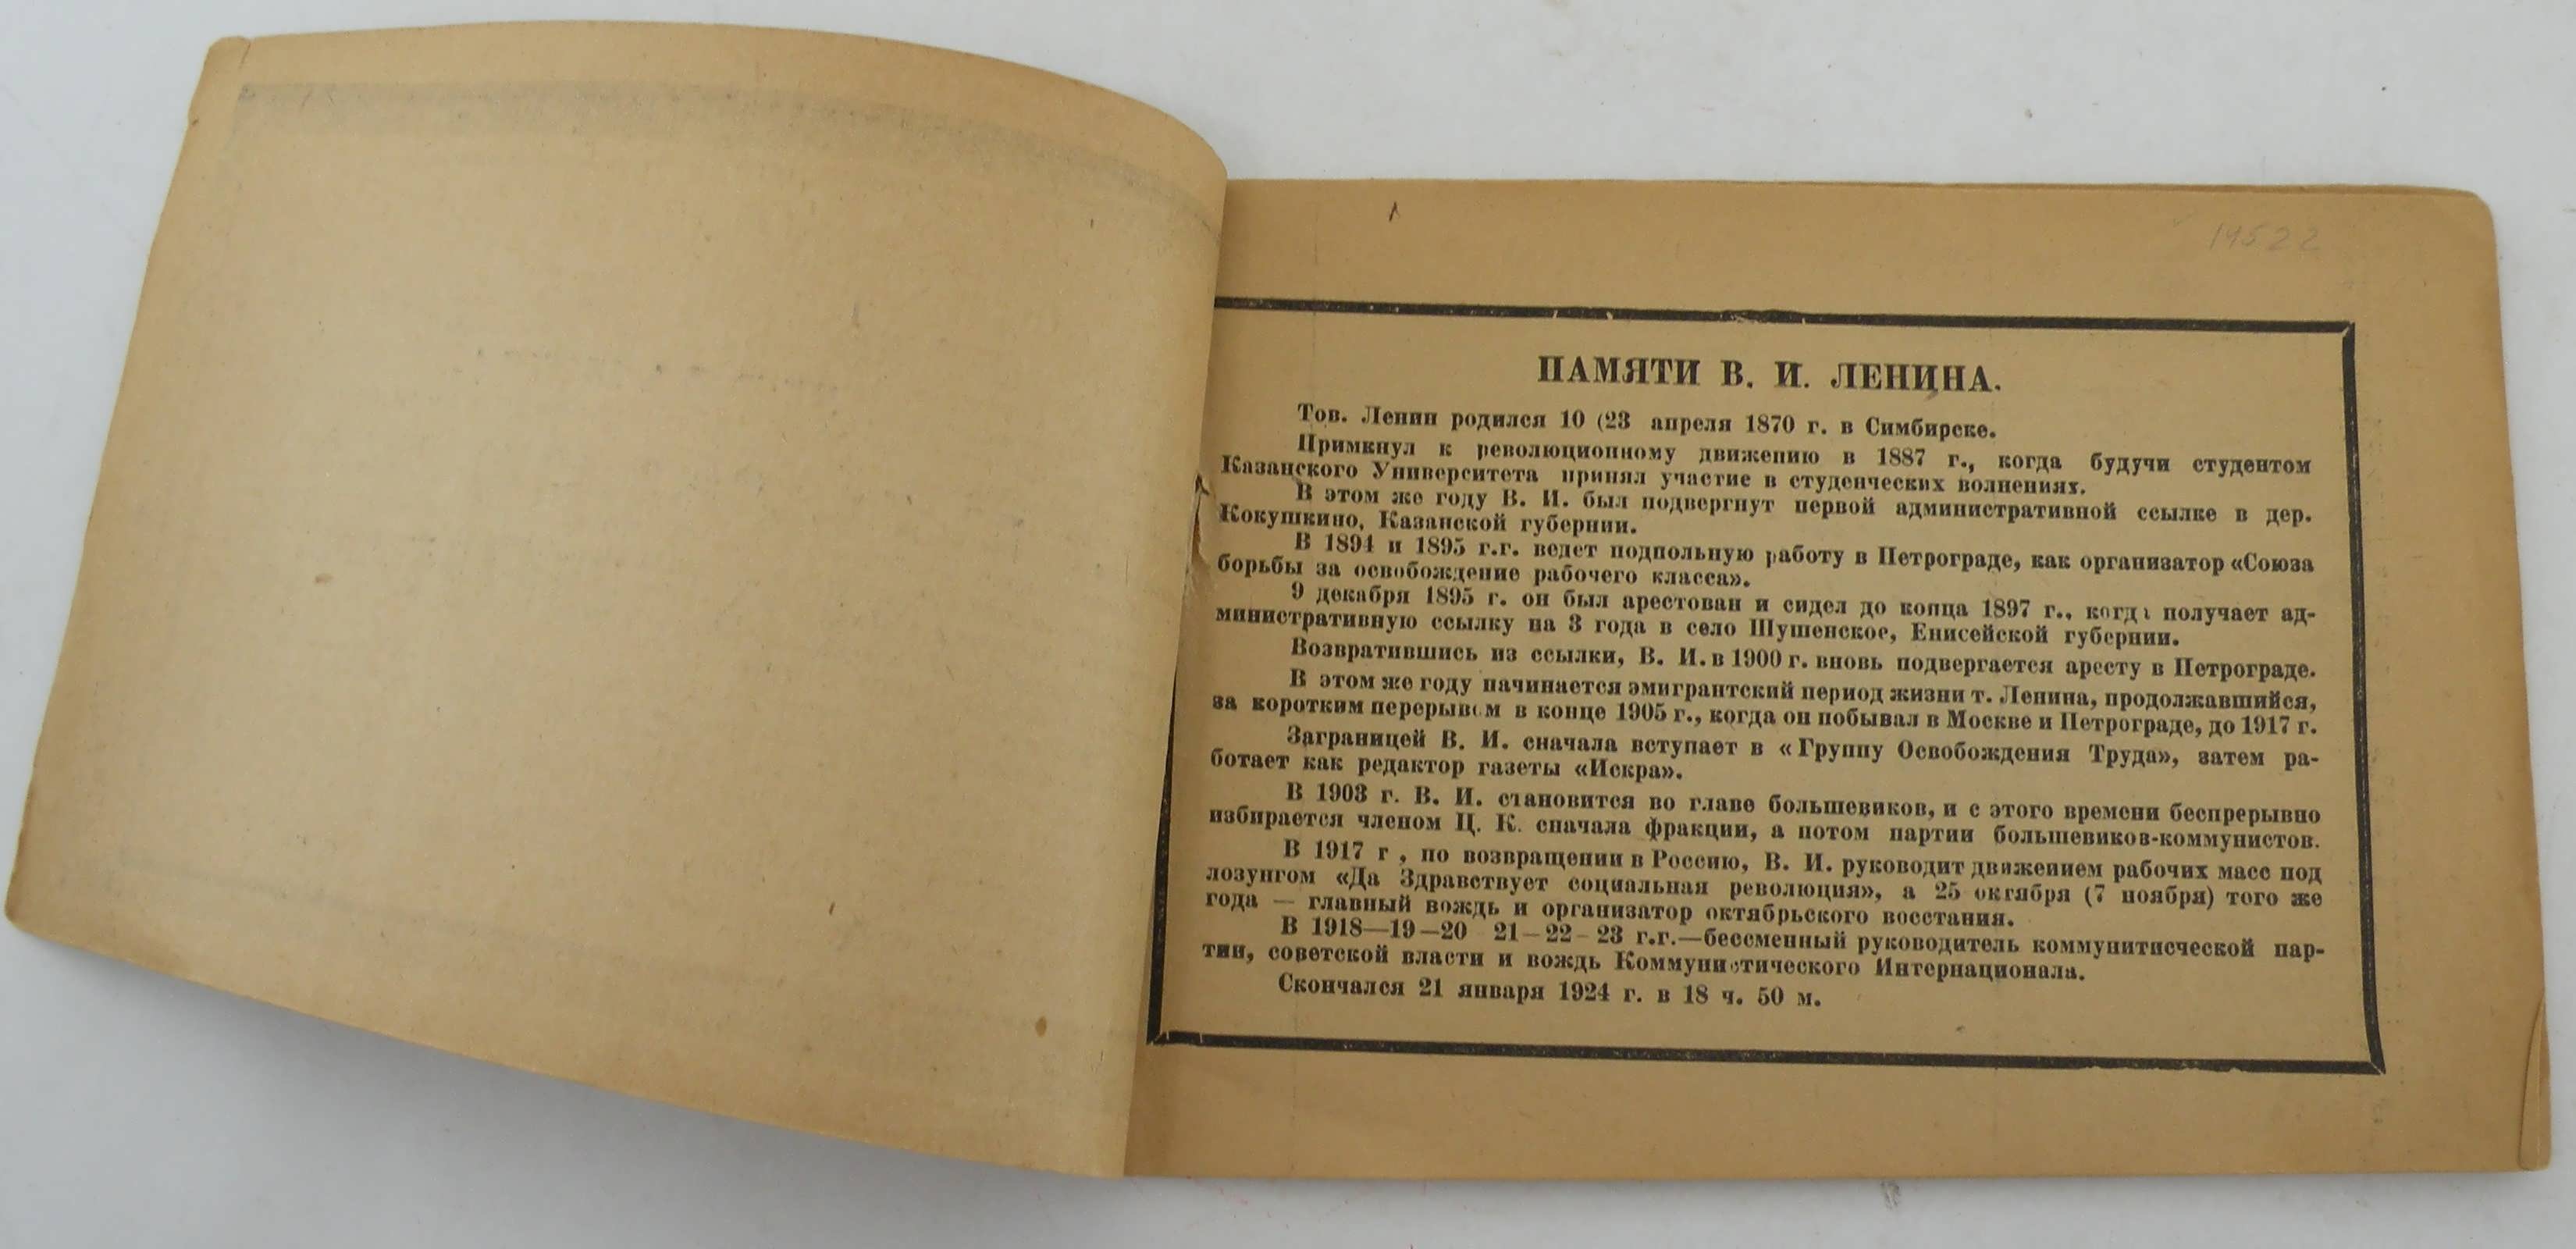 14522
ПАМЯТИ В. И. ЛЕНИНА.
Тов. Ленин родился 10 (23 апреля 1870 г. в Симбирске.
Примкнул к революционному движению в 1887 г., когда будучи студентом
Казанского Университета принял участие в студенческих волнениях.
В этом же году В. И. был подвергнут первой административной ссылке в дер.
Кокушкино, Казанской губернии.
В 1894 и 1895 г.г. ведет подпольную работу в Петрограде, как организатор «Союза
борьбы за освобождение рабочего класса».
9 декабря 1895 г. он был арестован и сидел до конца 1897 г., когда получает ад-
министративную ссылку на 3 года в село Шушенское, Енисейской губернии.
Возвратившись из ссылки, В. И. в 1900 г. вновь подвергается аресту в Петрограде.
В этом же году начинается эмигрантский период жизни т. Ленина, продолжавшийся,
за коротким перерывом в конце 1905 г., когда он побывал в Москве и Петрограде, до 1917 г.
Заграницей В. И. сначала вступает в «Группу Освобождения Труда», затем ра-
ботает как редактор газеты «Искра».
В 1903 г. В. И. становится во главе большевиков, и с этого времени беспрерывно
избирается членом Ц. К. сначала фракции, а потом партии большевиков-коммунистов.
В 1917 г., по возвращении в Россию, В. И. руководит движением рабочих масс под
лозунгом «Да Здравствует социальная революция», а 25 октября (7 ноября) того же
года — главный вождь и организатор октябрьского восстания.
В 1918—19—20 21—22—23 г.г.—бессменный руководитель коммунитисческой пар-
тии, советской власти и вождь Коммунистического Интернационала.
Скончался 21 января 1924 г. в 18 ч. 50 м.